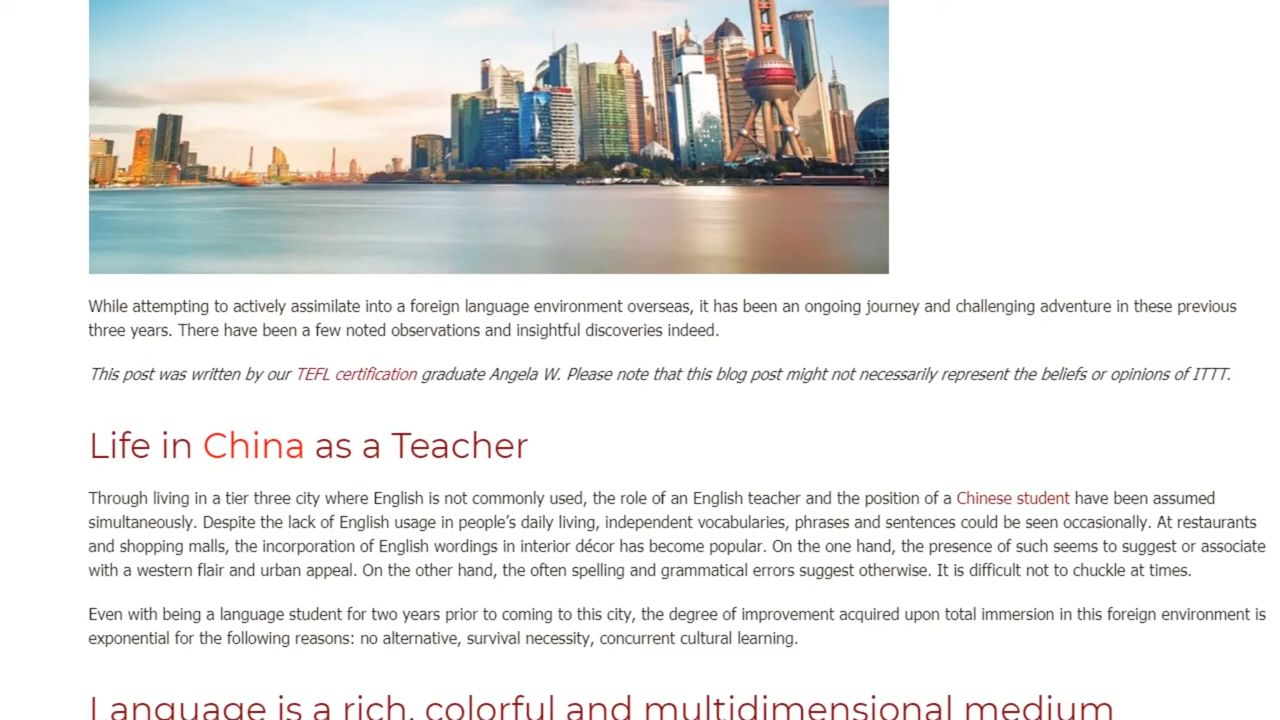 While attempting to actively assimilate into a foreign language environment overseas, it has been an ongoing journey and challenging adventure in these previous
three years. There have been a few noted observations and insightful discoveries indeed.
This post was written by our TEFL certification graduate Angela W. Please note that this blog post might not necessarily represent the beliefs or opinions of ITTT.
Life in China as a Teacher
Through living in a tier three city where English is not commonly used, the role of an English teacher and the position of a Chinese student have been assumed
simultaneously. Despite the lack of English usage in people’s daily living, independent vocabularies, phrases and sentences could be seen occasionally. At restaurants
and shopping malls, the incorporation of English wordings in interior décor has become popular. On the one hand, the presence of such seems to suggest or associate
with a western flair and urban appeal. On the other hand, the often spelling and grammatical errors suggest otherwise. It is difficult not to chuckle at times.
Even with being a language student for two years prior to coming to this city, the degree of improvement acquired upon total immersion in this foreign environment is
exponential for the following reasons: no alternative, survival necessity, concurrent cultural learning.
Language is a rich, colorful and multidimensional medium